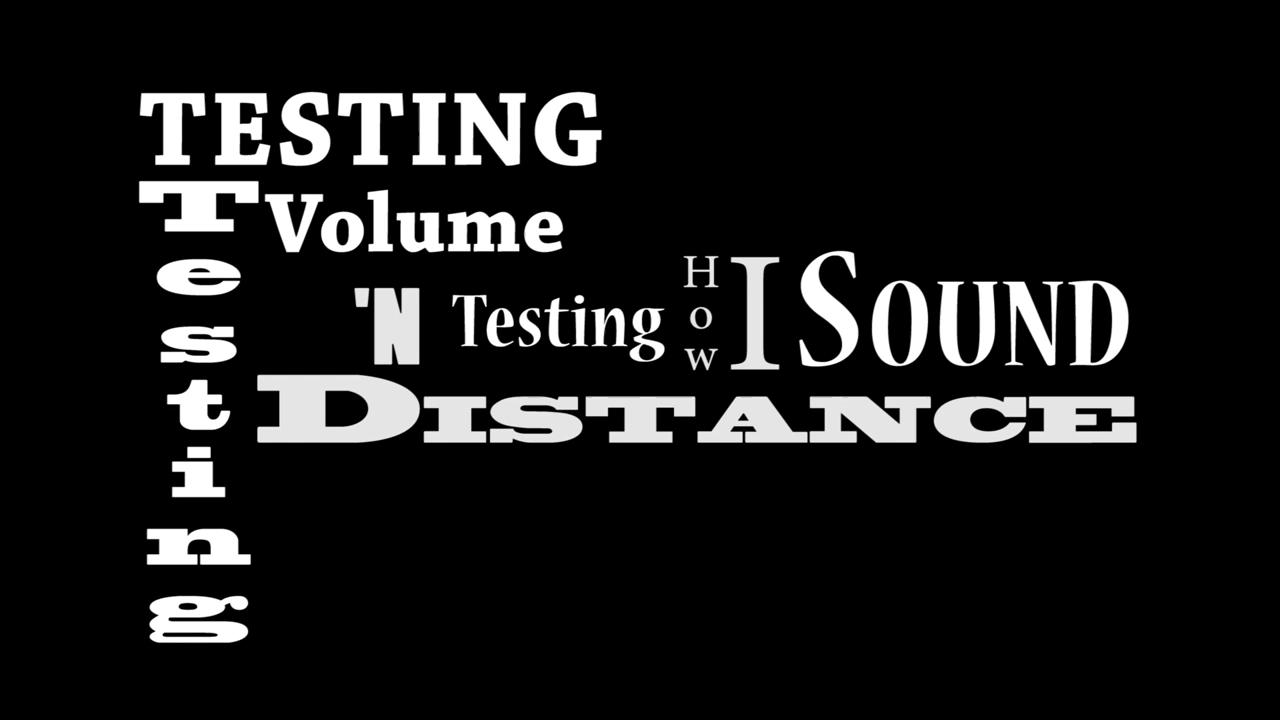 TESTING
Testing
Volume
'N Testing How I SOUND
DISTANCE